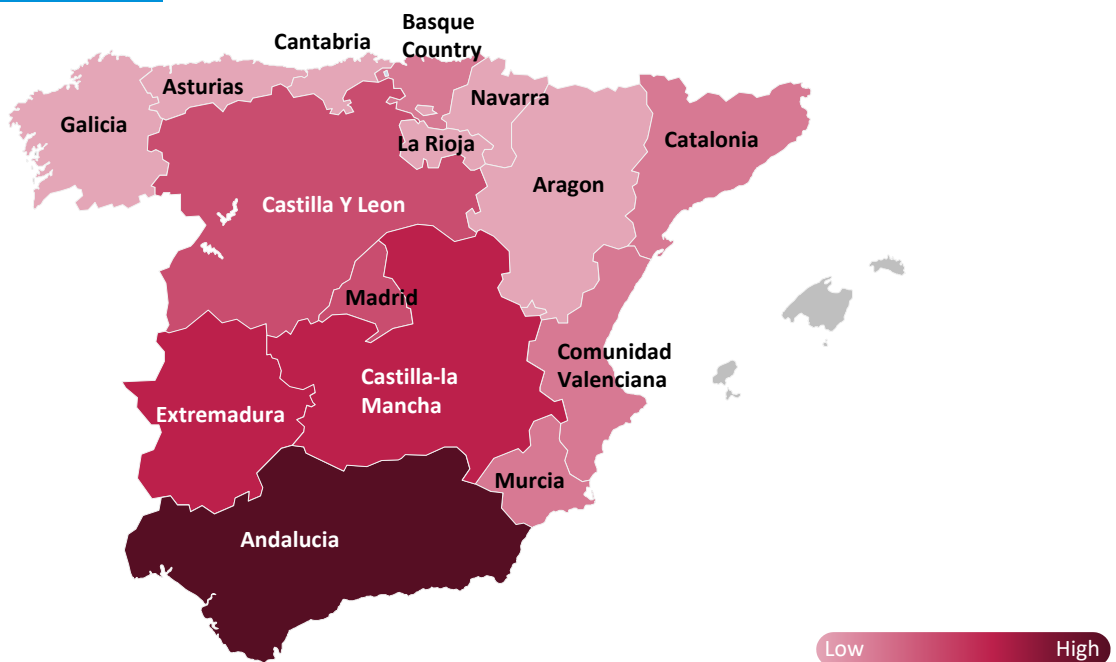 Basque
Country
Cantabria
Asturias
Navarra
Galicia
La Rioja
Catalonia
Aragon
Castilla Y Leon
Madrid
Comunidad
Valenciana
Castilla-la
Mancha
Extremadura
Murcia
Andalucia
Low
High